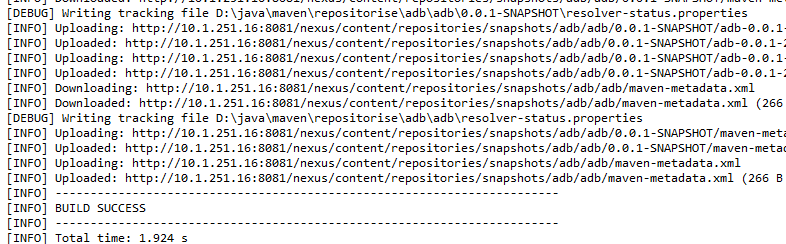 [DEBUG] Writing tracking file D:\java\maven\repositorise\adb\adb\0.0.1-SNAPSHOT\resolver-status.properties
[INFO] Uploading: http://10.1.251.16:8081/nexus/content/repositories/snapshots/adb/adb/0.0.1-SNAPSHOT/adb-0.0.1-
[INFO] Uploaded: http://10.1.251.16:8081/nexus/content/repositories/snapshots/adb/adb/0.0.1-SNAPSHOT/adb-0.0.1-2
[INFO] Uploading: http://10.1.251.16:8081/nexus/content/repositories/snapshots/adb/adb/0.0.1-SNAPSHOT/adb-0.0.1-
[INFO] Uploaded: http://10.1.251.16:8081/nexus/content/repositories/snapshots/adb/adb/0.0.1-SNAPSHOT/adb-0.0.1-2
[INFO] Downloading: http://10.1.251.16:8081/nexus/content/repositories/snapshots/adb/adb/maven-metadata.xml
[INFO] Downloaded: http://10.1.251.16:8081/nexus/content/repositories/snapshots/adb/adb/maven-metadata.xml (266
[DEBUG] Writing tracking file D:\java\maven\repositorise\adb\adb\resolver-status.properties
[INFO] Uploading: http://10.1.251.16:8081/nexus/content/repositories/snapshots/adb/adb/0.0.1-SNAPSHOT/maven-meta
[INFO] Uploaded: http://10.1.251.16:8081/nexus/content/repositories/snapshots/adb/adb/0.0.1-SNAPSHOT/maven-metad
[INFO] Uploading: http://10.1.251.16:8081/nexus/content/repositories/snapshots/adb/adb/maven-metadata.xml
[INFO] Uploaded: http://10.1.251.16:8081/nexus/content/repositories/snapshots/adb/adb/maven-metadata.xml (266 B
[INFO] ------------------------------------------------------------------------
[INFO] BUILD SUCCESS
[INFO] ------------------------------------------------------------------------
[INFO] Total time: 1.924 s